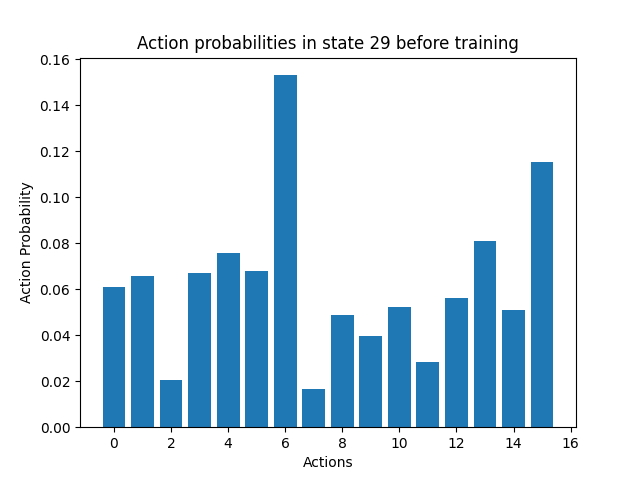 Action probabilities in state 29 before training
0.16
0.14
0.12
0.10
0.08
0.06
0.04
0.02
0.00
Action Probability
0 2 4 6 8 10 12 14 16
Actions